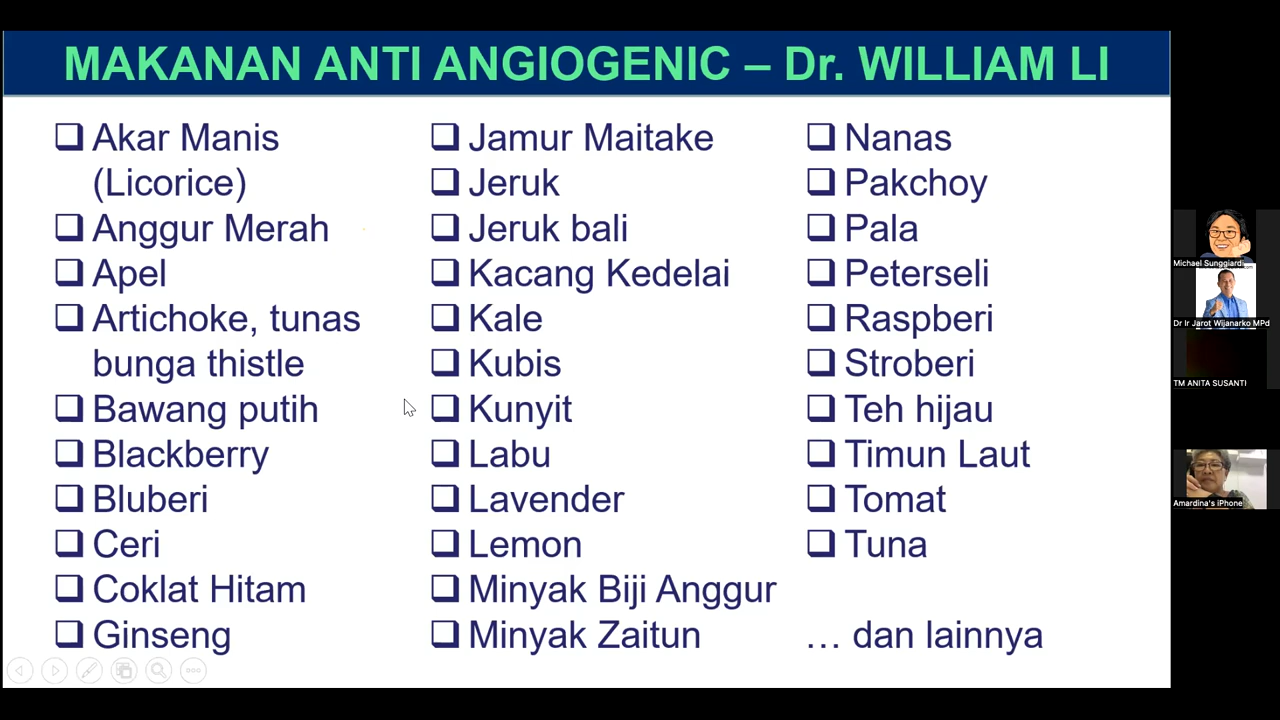 MAKANAN ANTI ANGIOGENIC – Dr. WILLIAM LI
Akar Manis
(Licorice)
Anggur Merah
Apel
Artichoke, tunas
bunga thistle
Bawang putih
Blackberry
Bluberi
Ceri
Coklat Hitam
Ginseng
Jamur Maitake
Jeruk
Jeruk bali
Kacang Kedelai
Kale
Kubis
Kunyit
Labu
Lavender
Lemon
Minyak Biji Anggur
Minyak Zaitun
Nanas
Pakchoy
Pala
Peterseli
Raspberi
Stroberi
Teh hijau
Timun Laut
Tomat
Tuna
… dan lainnya
Michael Sunggiardi
Dr Ir Jarot Wijanarko MPd
TM ANITA SUSANTI
Amardina's iPhone